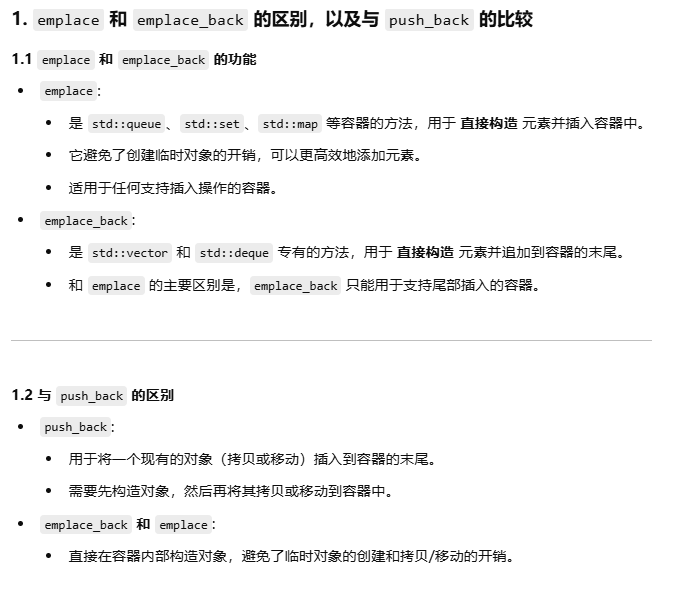 1. emplace 和 emplace_back 的区别，以及与 push_back 的比较
1.1 emplace 和 emplace_back 的功能
• emplace：
• 是 std::queue、std::set、std::map 等容器的方法，用于 直接构造 元素并插入容器中。
• 它避免了创建临时对象的开销，可以更高效地添加元素。
• 适用于任何支持插入操作的容器。
• emplace_back：
• 是 std::vector 和 std::deque 专有的方法，用于 直接构造 元素并追加到容器的末尾。
• 和 emplace 的主要区别是，emplace_back 只能用于支持尾部插入的容器。
1.2 与 push_back 的区别
• push_back：
• 用于将一个现有的对象（拷贝或移动）插入到容器的末尾。
• 需要先构造对象，然后再将其拷贝或移动到容器中。
• emplace_back 和 emplace：
• 直接在容器内部构造对象，避免了临时对象的创建和拷贝/移动的开销。